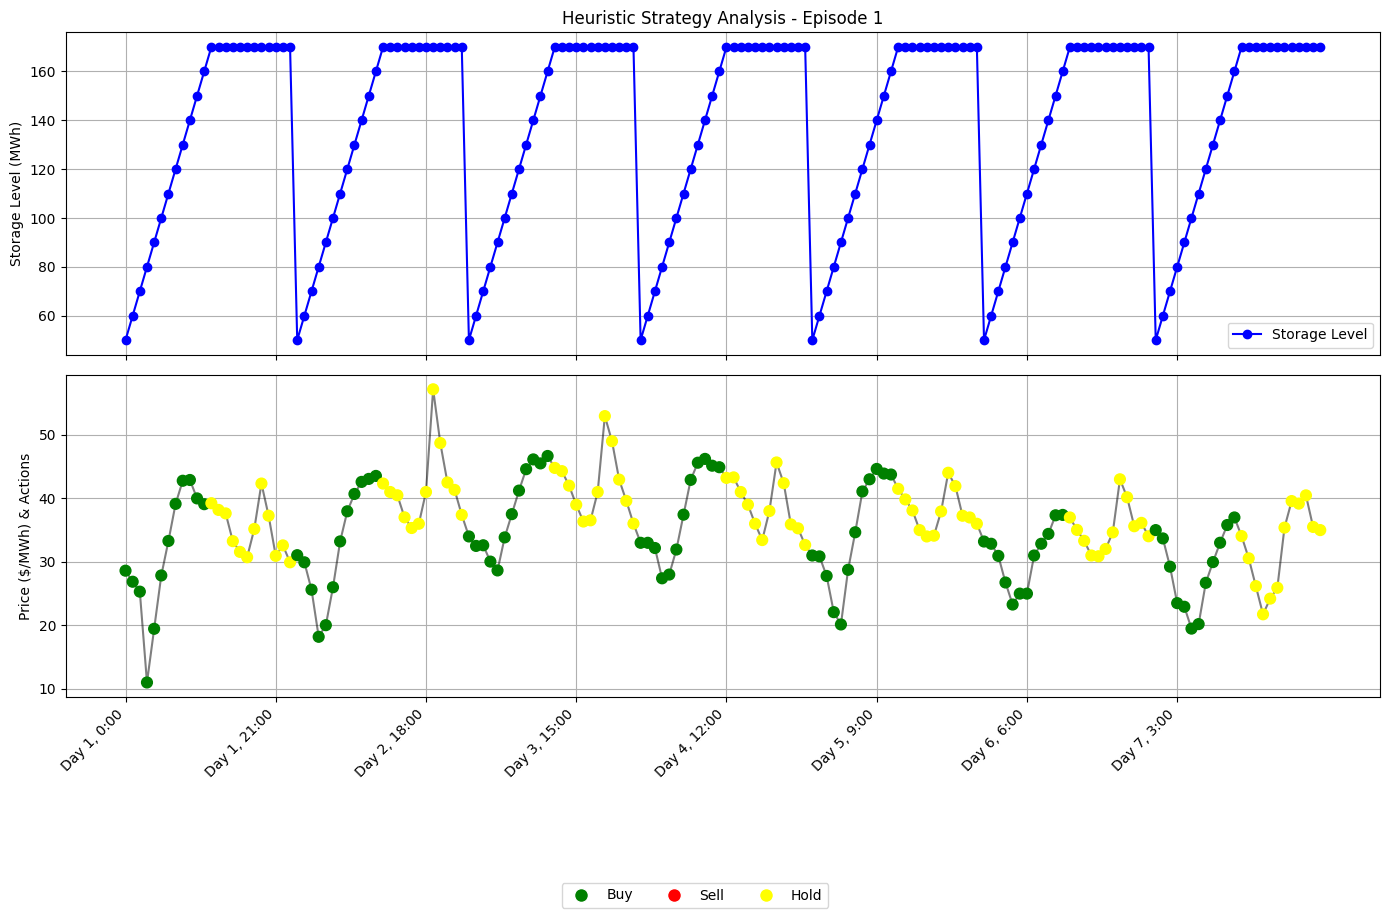 Heuristic Strategy Analysis - Episode 1
Storage Level (MWh)
160
140
120
100
80
60
Storage Level
Price ($/MWh) & Actions
50
40
30
20
10
Day 1, 0:00
Day 1, 21:00
Day 2, 18:00
Day 3, 15:00
Day 4, 12:00
Day 5, 9:00
Day 6, 6:00
Day 7, 3:00
Buy
Sell
Hold